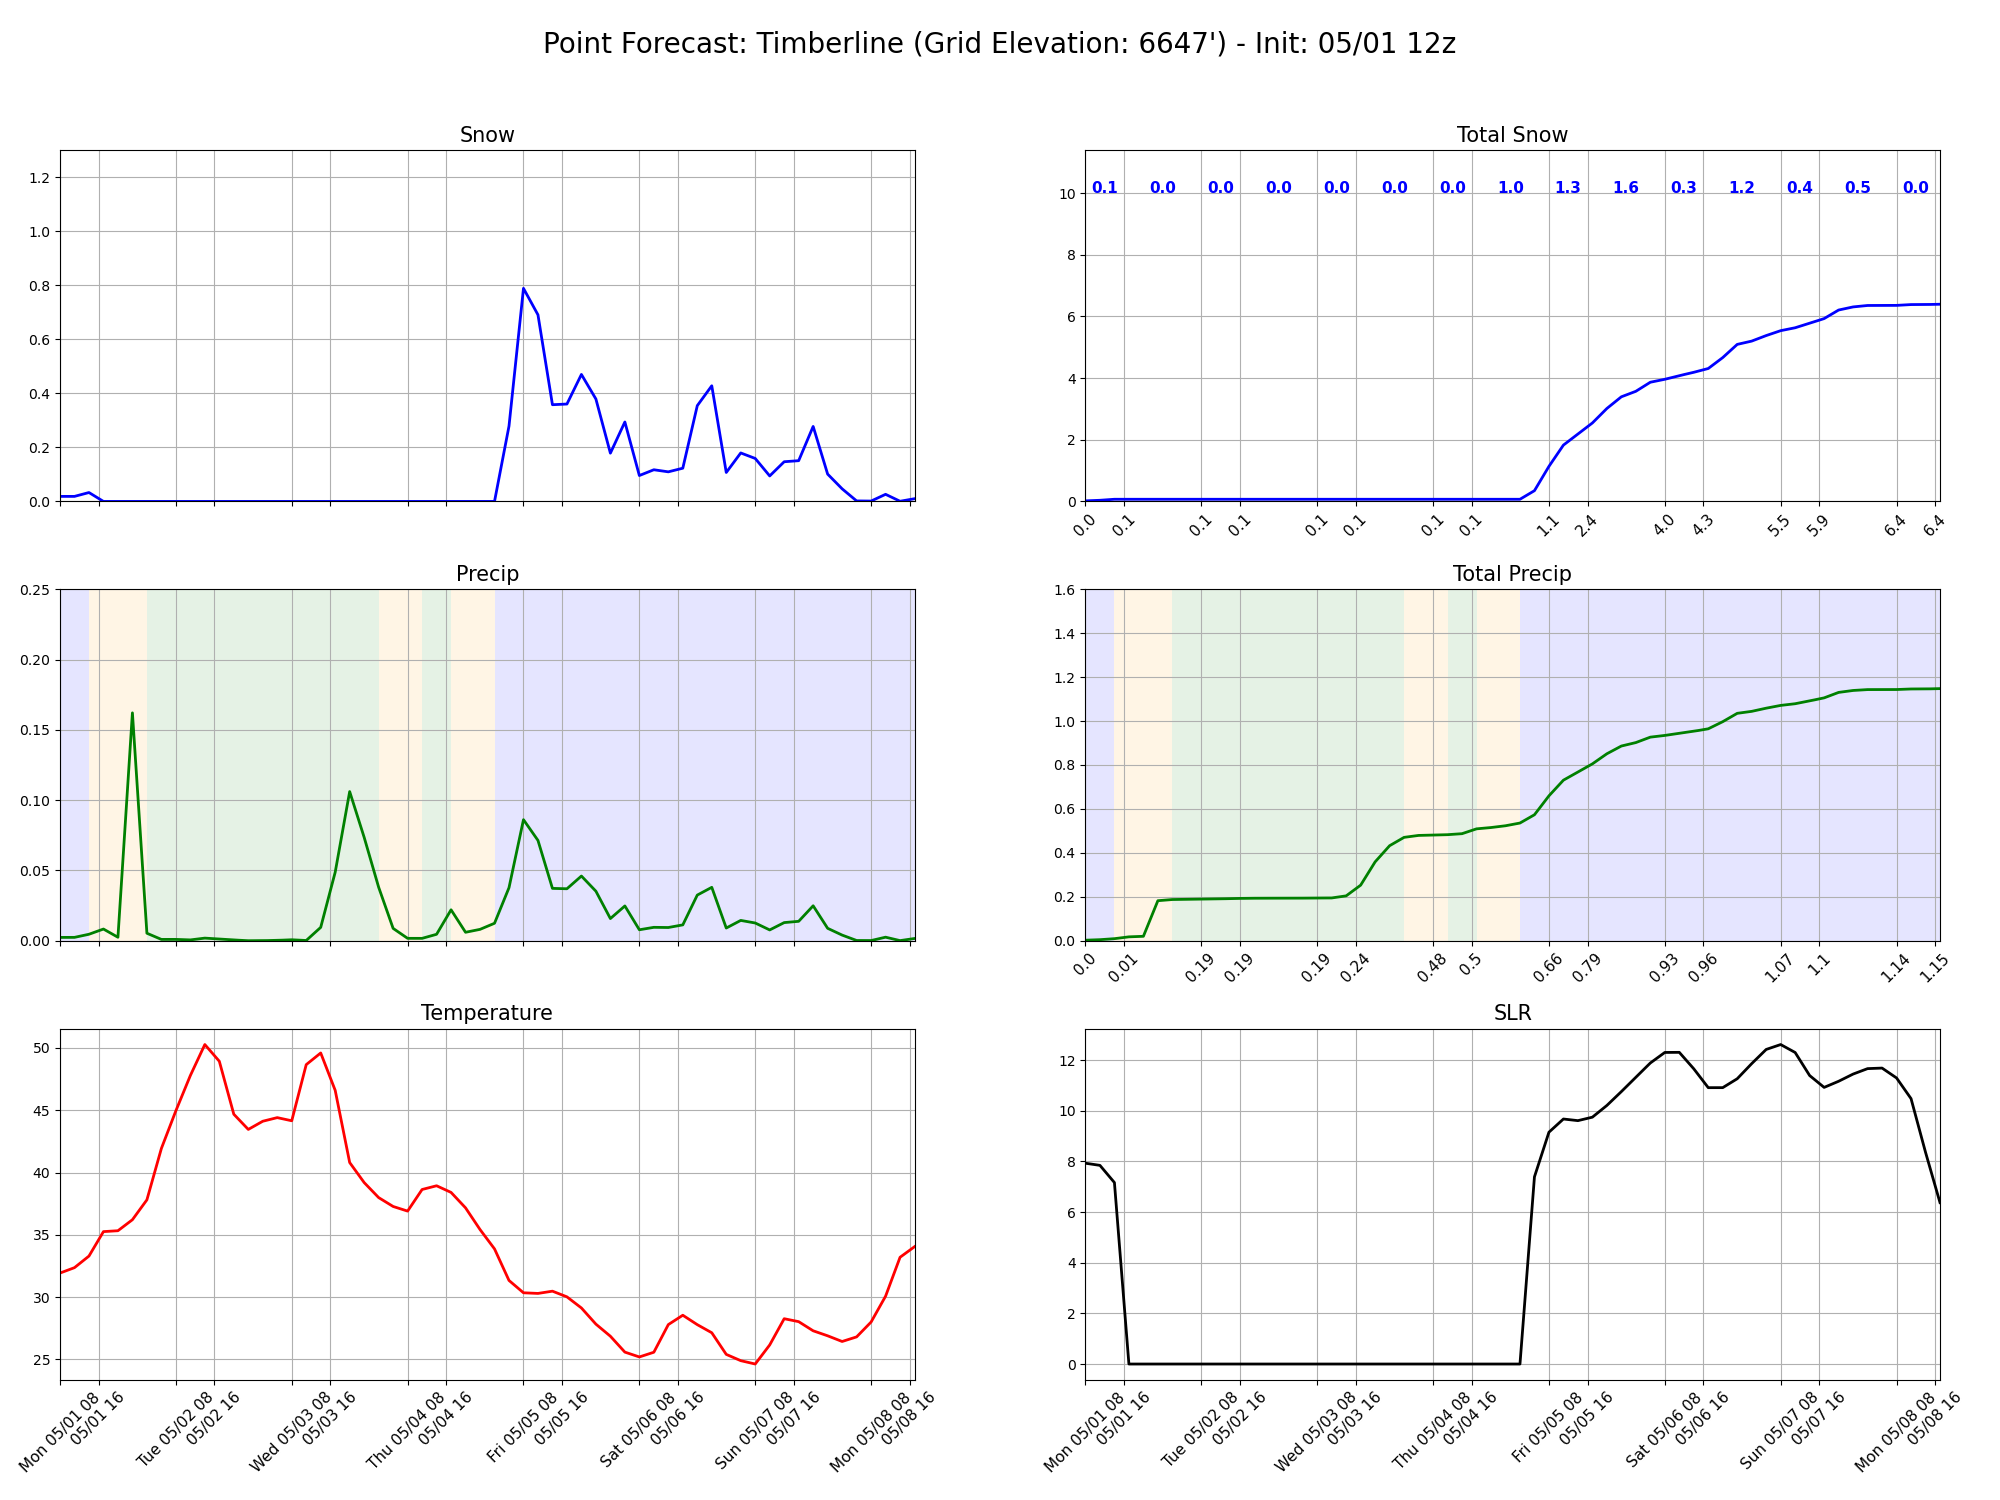 Point Forecast: Timberline (Grid Elevation: 6647') - Init: 05/01 12z
Snow
1.2
1.0
0.8
0.6
0.4
0.2
0.0
Total Snow
0.1 0.0 0.0 0.0 0.0 0.0 0.0 1.0 1.3 1.6 0.3 1.2 0.4 0.5 0.0
10
8
6
4
2
0
0.0 0.1 0.1 0.1 0.1 0.1 0.1 0.1 1.1 2.4 4.0 4.3 5.5 5.9 6.4 6.4
Precip
0.25
0.20
0.15
0.10
0.05
0.00
Total Precip
1.6
1.4
1.2
1.0
0.8
0.6
0.4
0.2
0.0
0.0 0.01 0.19 0.19 0.19 0.24 0.48 0.5 0.66 0.79 0.93 0.96 1.07 1.1 1.14 1.15
Temperature
50
45
40
35
30
25
Mon 05/01 08
05/01 16
Tue 05/02 08
05/02 16
Wed 05/03 08
05/03 16
Thu 05/04 08
05/04 16
Fri 05/05 08
05/05 16
Sat 05/06 08
05/06 16
Sun 05/07 08
05/07 16
Mon 05/08 08
05/08 16
SLR
12
10
8
6
4
2
0
Mon 05/01 08
05/01 16
Tue 05/02 08
05/02 16
Wed 05/03 08
05/03 16
Thu 05/04 08
05/04 16
Fri 05/05 08
05/05 16
Sat 05/06 08
05/06 16
Sun 05/07 08
05/07 16
Mon 05/08 08
05/08 16